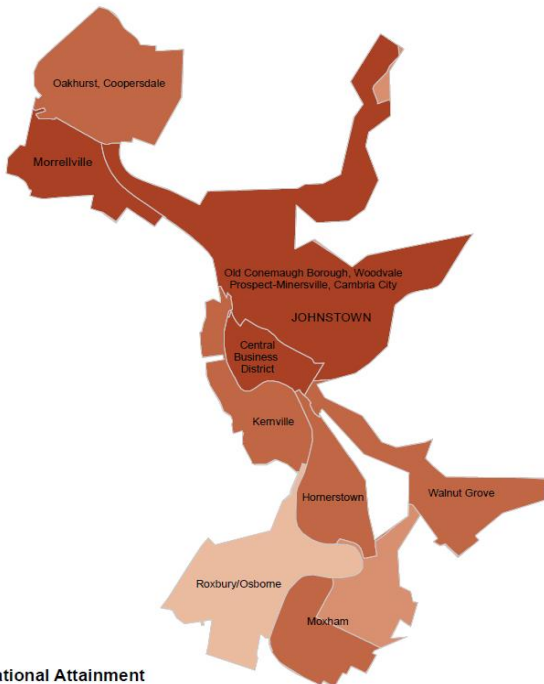 Oakhurst, Coopersdale
Morrellville
Old Conemaugh Borough, Woodvale
Prospect-Minersville, Cambria City
JOHNSTOWN
Central
Business
District
Kernville
Hornerstown
Walnut Grove
Roxbury/Osborne
Moxham
ational Attainment